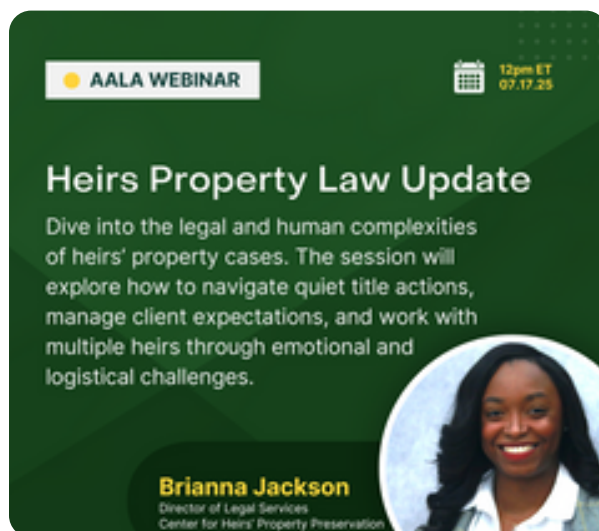 AALA WEBINAR
12pm ET
07.17.25
Heirs Property Law Update
Dive into the legal and human complexities
of heirs’ property cases. The session will
explore how to navigate quiet title actions,
manage client expectations, and work with
multiple heirs through emotional and
logistical challenges.
Brianna Jackson
Director of Legal Services
Center for Heirs’ Property Preservation